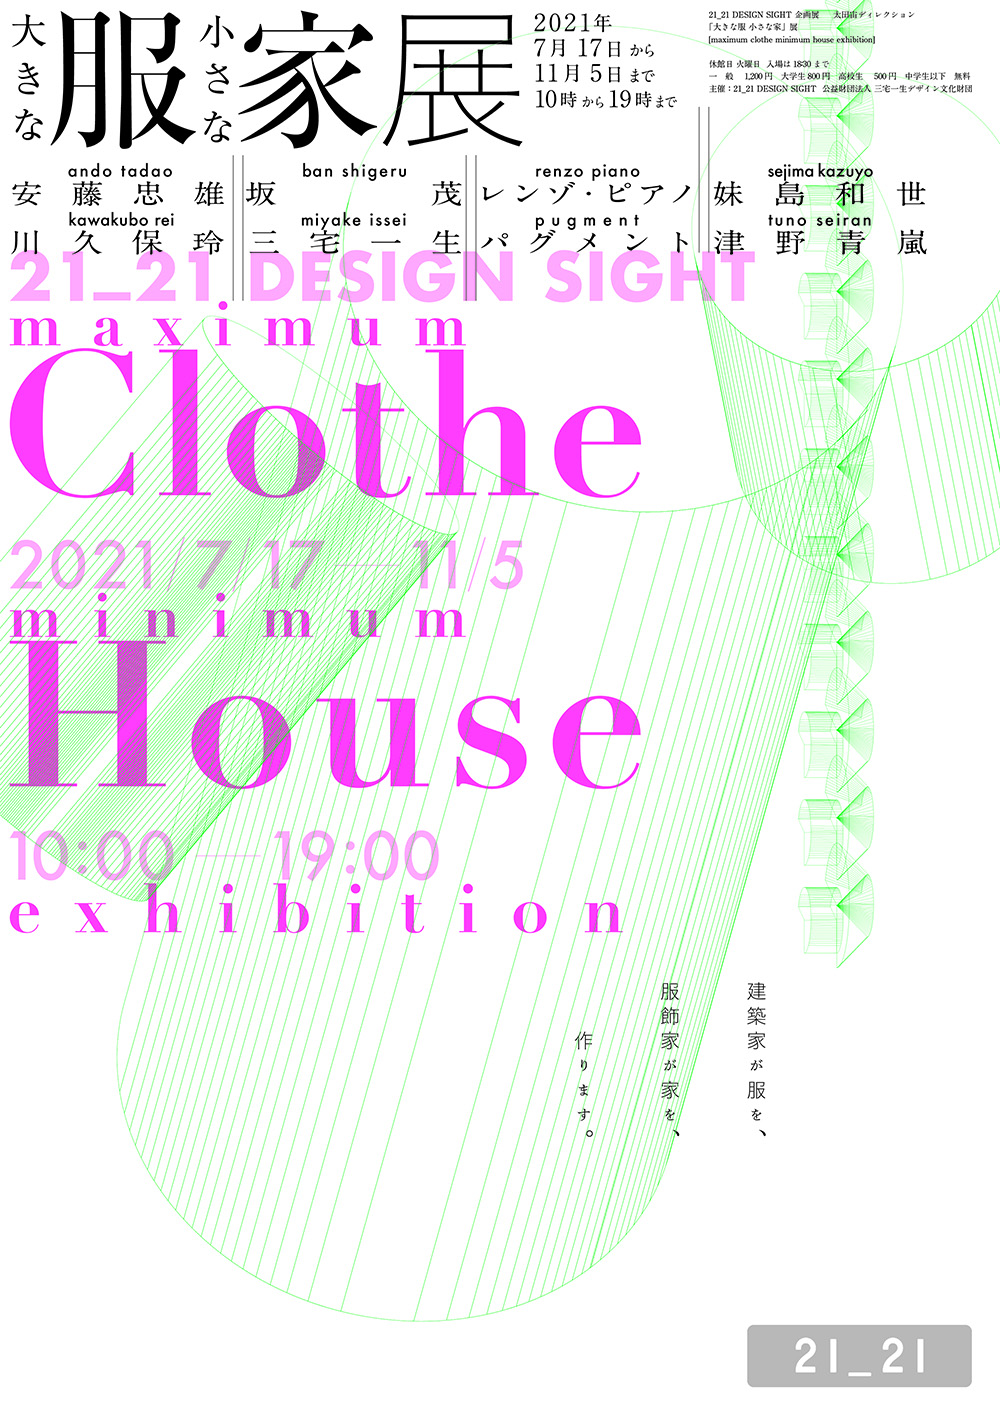 大きな服小さな家展
2021年
7月17日から
11月5日まで
10時から19時まで
21_21 DESIGN SIGHT 企画展 太田宙ディレクション
「大きな服 小さな家」展
[maximum clothe minimum house exhibition]
休館日 火曜日 入場は 18:30 まで
一 般 1,200円 大学生 800円 高校生 500円 中学生以下 無料
主催：21_21 DESIGN SIGHT 公益財団法人 三宅一生デザイン文化財団
ando tadao
安藤忠雄
ban shigeru
坂茂
renzo piano
レンゾ・ピアノ
sejima kazuyo
妹島和世
kawakubo rei
川久保玲
miyake issei
三宅一生
pugment
パグメント
tuno seiran
津野青嵐
21_21 DESIGN SIGHT
maximum
Clothe
2021/7/17—11/5
minimum
House
10:00—19:00
exhibition
建築家が服を、
服飾家が家を、
作ります。
21_21